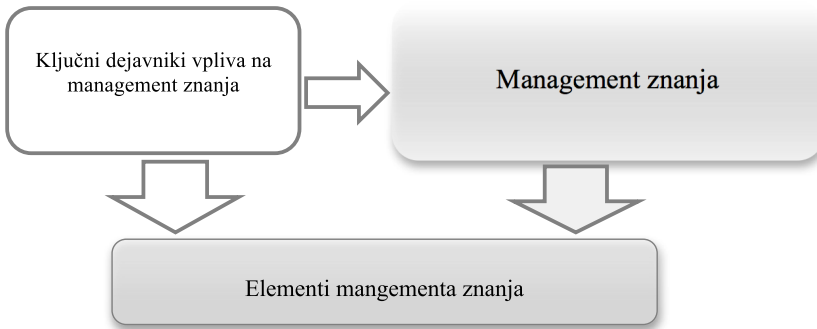 Ključni dejavniki vpliva na
management znanja
Management znanja
Elementi mangementa znanja